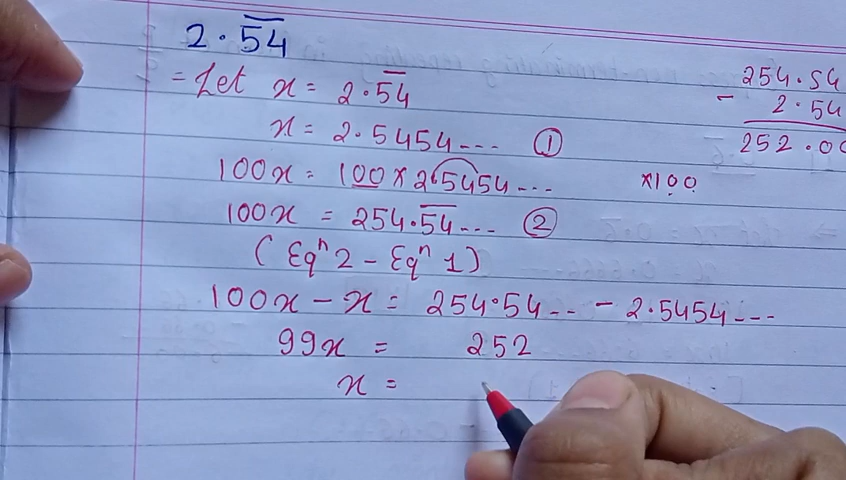 2.5̅4̅
= Let x = 2.5̅4̅
x = 2.5454--- ①
100x = 100 × 2.5454---
100x = 254.5̅4̅--- ②
(Eqⁿ 2 - Eqⁿ 1)
100x - x = 254.54-- - 2.5454---
99x = 252
x =
254.54
- 2.54
252.00
×100